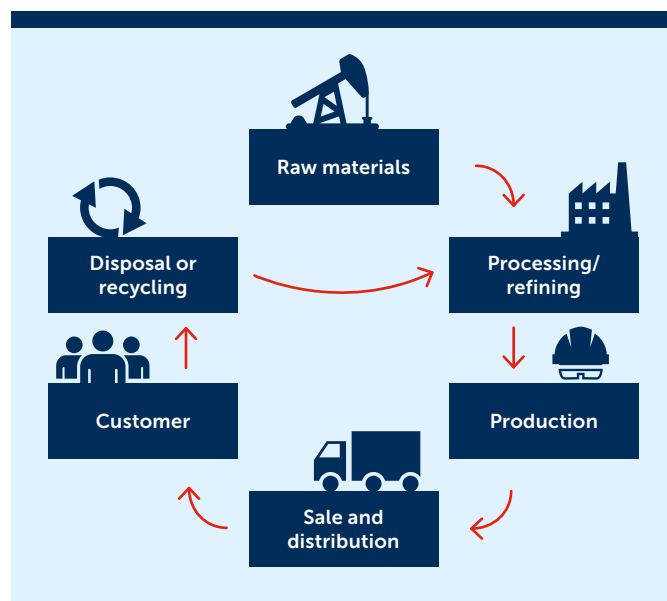 Raw materials
Disposal or
recycling
Processing/
refining
Customer
Production
Sale and
distribution